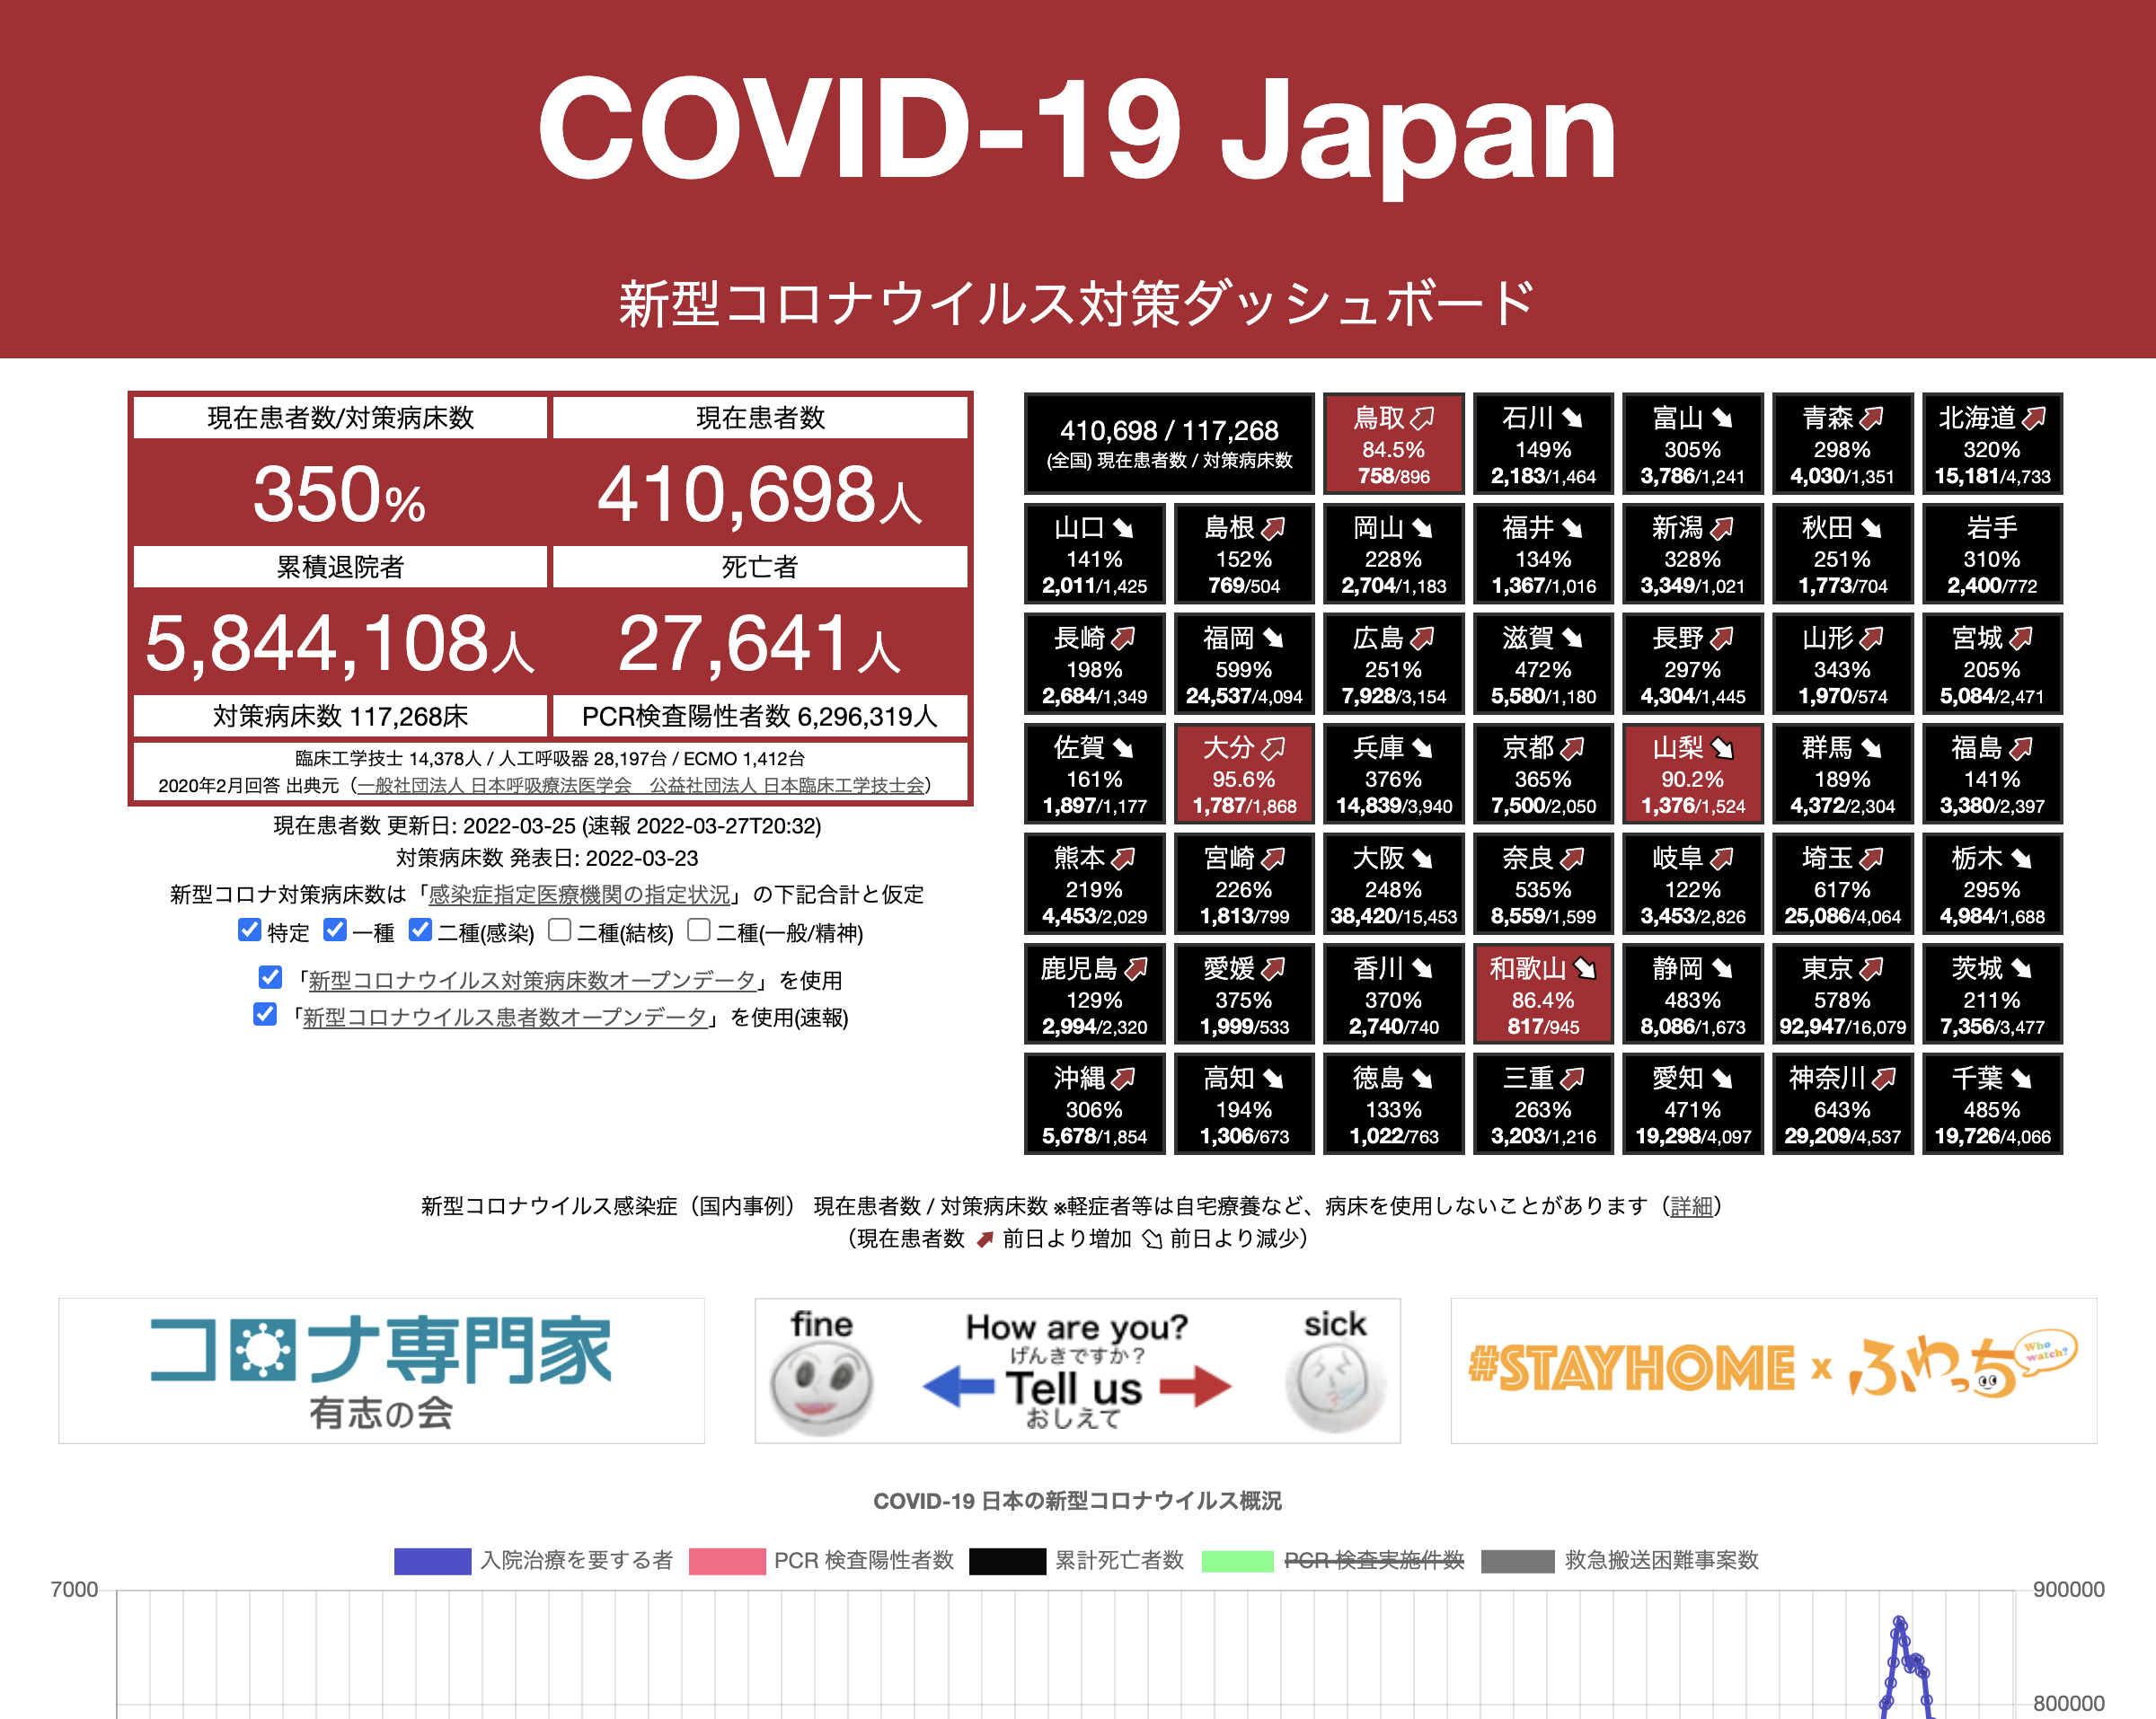 COVID-19 Japan
新型コロナウイルス対策ダッシュボード
現在患者数/対策病床数
現在患者数
350%
410,698人
累積退院者
死亡者
5,844,108人
27,641人
対策病床数 117,268床
PCR検査陽性者数 6,296,319人
臨床工学技士 14,378人 / 人工呼吸器 28,197台 / ECMO 1,412台
2020年2月回答 出典元（一般社団法人 日本呼吸療法医学会　公益社団法人 日本臨床工学技士会）
現在患者数 更新日: 2022-03-25 (速報 2022-03-27T20:32)
対策病床数 発表日: 2022-03-23
新型コロナ対策病床数は「感染症指定医療機関の指定状況」の下記合計と仮定
特定 一種 二種(感染) 二種(結核) 二種(一般/精神)
「新型コロナウイルス対策病床数オープンデータ」を使用
「新型コロナウイルス患者数オープンデータ」を使用(速報)
410,698 / 117,268
(全国) 現在患者数 / 対策病床数
鳥取
84.5%
758/896
石川
149%
2,183/1,464
富山
305%
3,786/1,241
青森
298%
4,030/1,351
北海道
320%
15,181/4,733
山口
141%
2,011/1,425
島根
152%
769/504
岡山
228%
2,704/1,183
福井
134%
1,367/1,016
新潟
328%
3,349/1,021
秋田
251%
1,773/704
岩手
310%
2,400/772
長崎
198%
2,684/1,349
福岡
599%
24,537/4,094
広島
251%
7,928/3,154
滋賀
472%
5,580/1,180
長野
297%
4,304/1,445
山形
343%
1,970/574
宮城
205%
5,084/2,471
佐賀
161%
1,897/1,177
大分
95.6%
1,787/1,868
兵庫
376%
14,839/3,940
京都
365%
7,500/2,050
山梨
90.2%
1,376/1,524
群馬
189%
4,372/2,304
福島
141%
3,380/2,397
熊本
219%
4,453/2,029
宮崎
226%
1,813/799
大阪
248%
38,420/15,453
奈良
535%
8,559/1,599
岐阜
122%
3,453/2,826
埼玉
617%
25,086/4,064
栃木
295%
4,984/1,688
鹿児島
129%
2,994/2,320
愛媛
375%
1,999/533
香川
370%
2,740/740
和歌山
86.4%
817/945
静岡
483%
8,086/1,673
東京
578%
92,947/16,079
茨城
211%
7,356/3,477
沖縄
306%
5,678/1,854
高知
194%
1,306/673
徳島
133%
1,022/763
三重
263%
3,203/1,216
愛知
471%
19,298/4,097
神奈川
643%
29,209/4,537
千葉
485%
19,726/4,066
新型コロナウイルス感染症（国内事例） 現在患者数 / 対策病床数 ※軽症者等は自宅療養など、病床を使用しないことがあります（詳細）
（現在患者数 前日より増加 前日より減少）
コロナ専門家
有志の会
fine
How are you?
げんきですか？
Tell us
おしえて
sick
#STAYHOME x ふわっち
Who watch?
COVID-19 日本の新型コロナウイルス概況
入院治療を要する者 PCR 検査陽性者数 累計死亡者数 PCR 検査実施件数 救急搬送困難事案数
7000
900000
800000